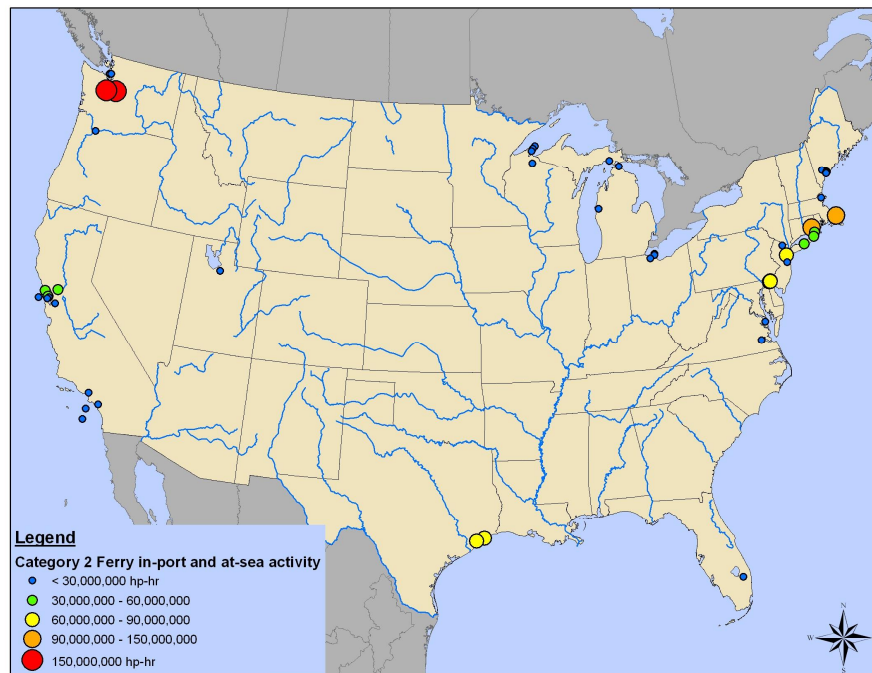 Legend
Category 2 Ferry in-port and at-sea activity
< 30,000,000 hp-hr
30,000,000 - 60,000,000
60,000,000 - 90,000,000
90,000,000 - 150,000,000
150,000,000 hp-hr
N
W E
S